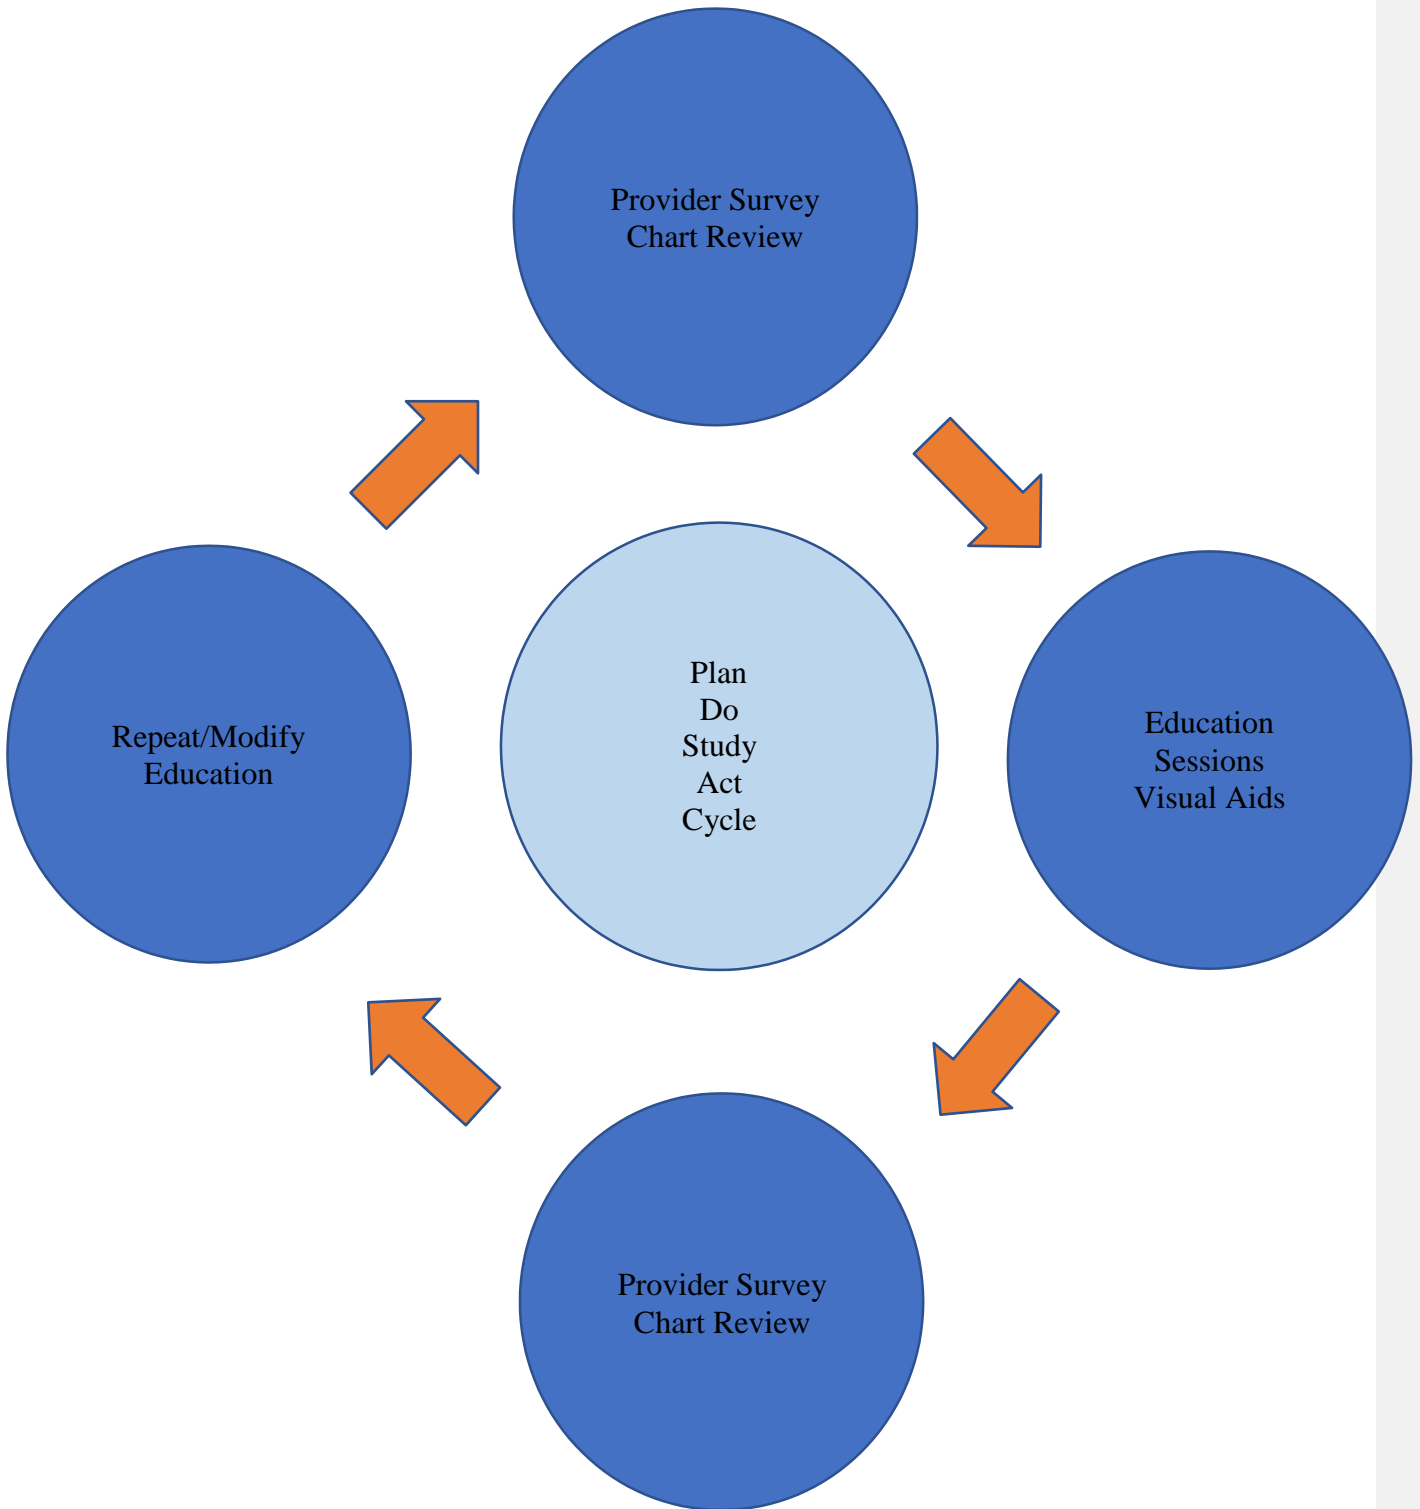 Provider Survey
Chart Review
Repeat/Modify
Education
Plan
Do
Study
Act
Cycle
Education
Sessions
Visual Aids
Provider Survey
Chart Review